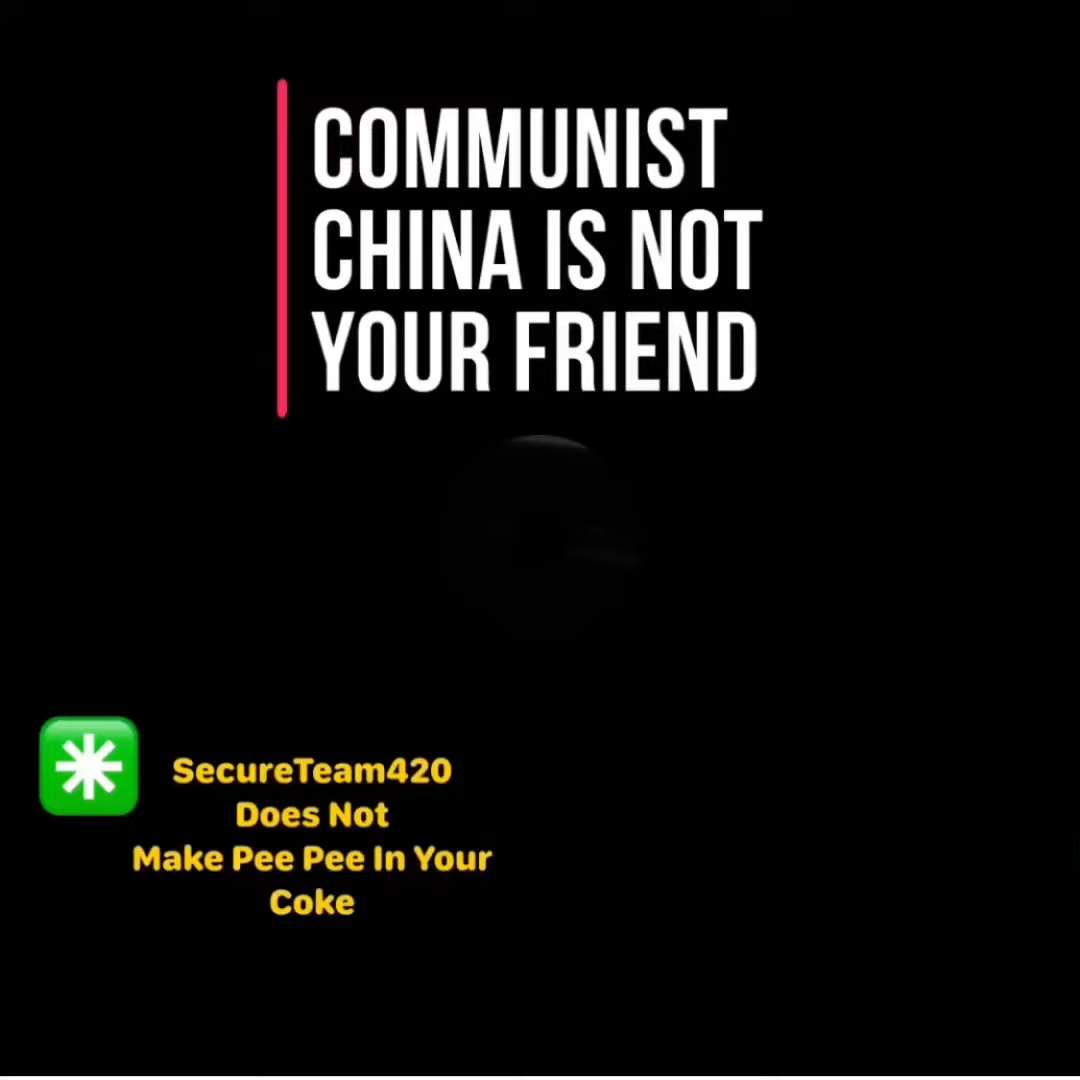 COMMUNIST
CHINA IS NOT
YOUR FRIEND
SecureTeam420
Does Not
Make Pee Pee In Your
Coke